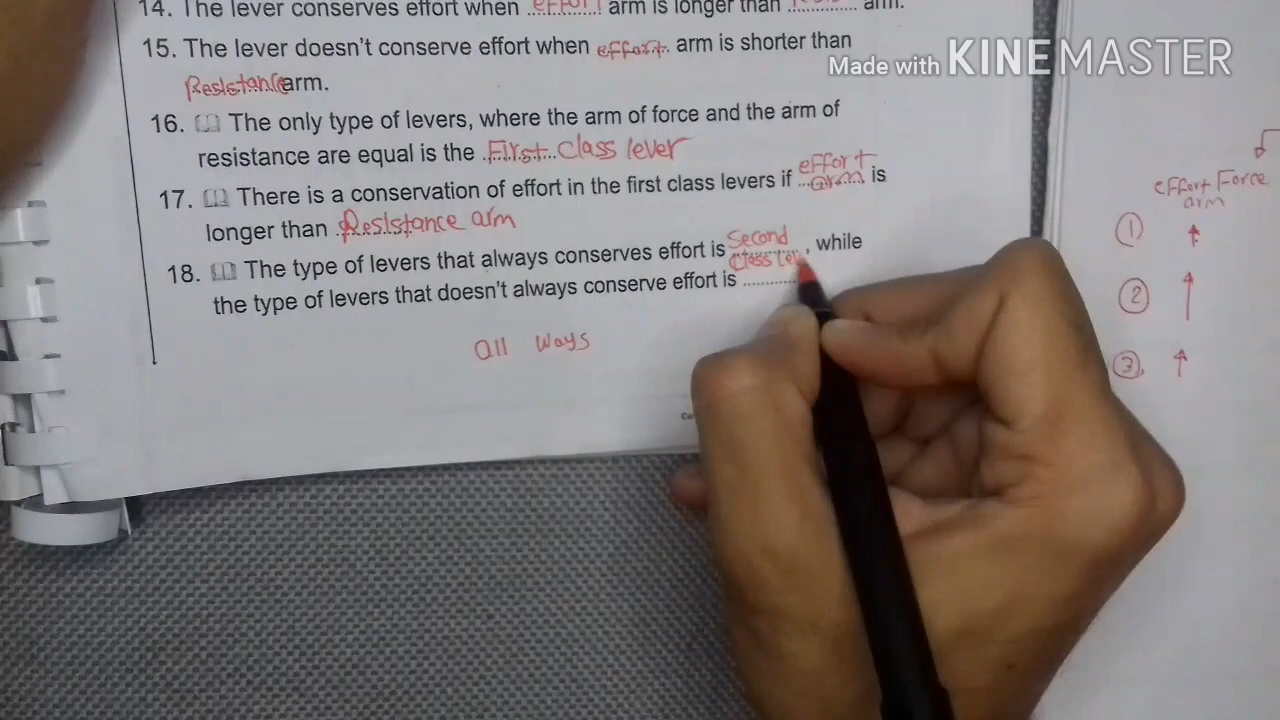 14. The lever conserves effort when effort arm is longer than ............ arm.
15. The lever doesn't conserve effort when effort arm is shorter than
Resistance arm.
16. The only type of levers, where the arm of force and the arm of
resistance are equal is the First class lever
17. There is a conservation of effort in the first class levers if effort arm is
longer than Resistance arm
18. The type of levers that always conserves effort is Second class lev, while
the type of levers that doesn't always conserve effort is ............
all ways
Made with KINEMASTER
effort arm Force
1
2
3